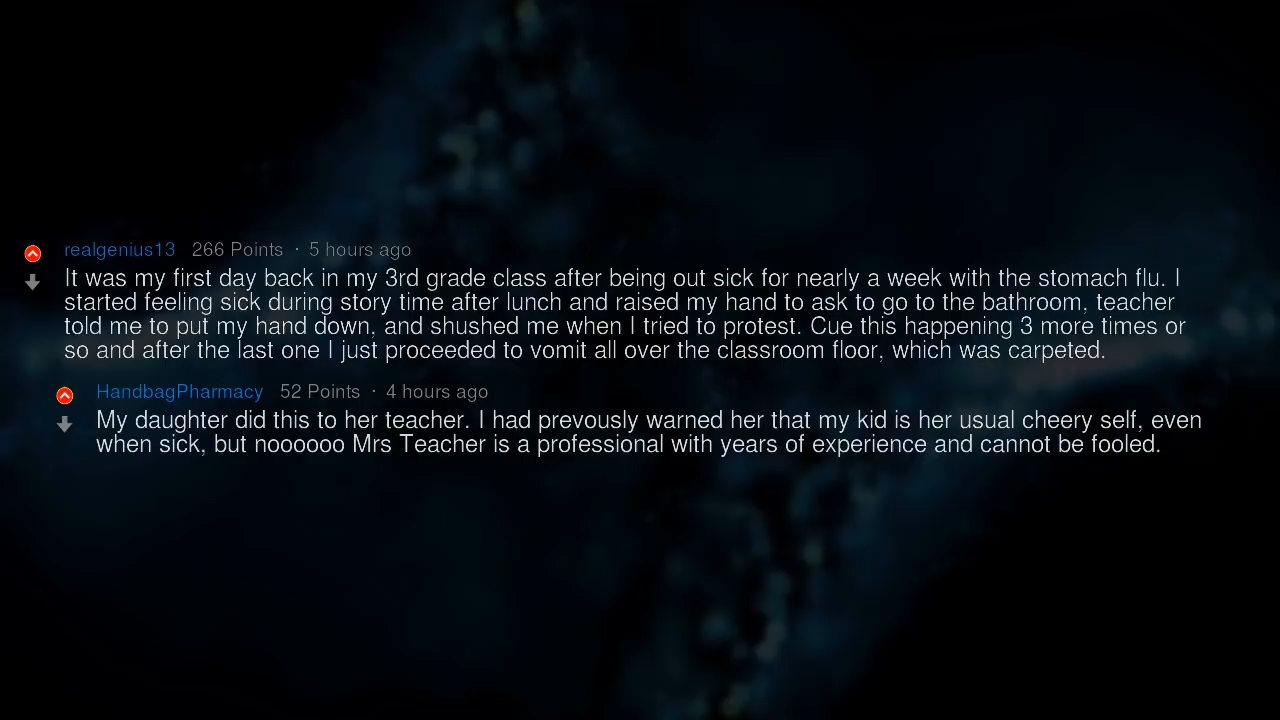 realgenius13 266 Points · 5 hours ago
It was my first day back in my 3rd grade class after being out sick for nearly a week with the stomach flu. I
started feeling sick during story time after lunch and raised my hand to ask to go to the bathroom, teacher
told me to put my hand down, and shushed me when I tried to protest. Cue this happening 3 more times or
so and after the last one I just proceeded to vomit all over the classroom floor, which was carpeted.
HandbagPharmacy 52 Points · 4 hours ago
My daughter did this to her teacher. I had prevously warned her that my kid is her usual cheery self, even
when sick, but noooooo Mrs Teacher is a professional with years of experience and cannot be fooled.